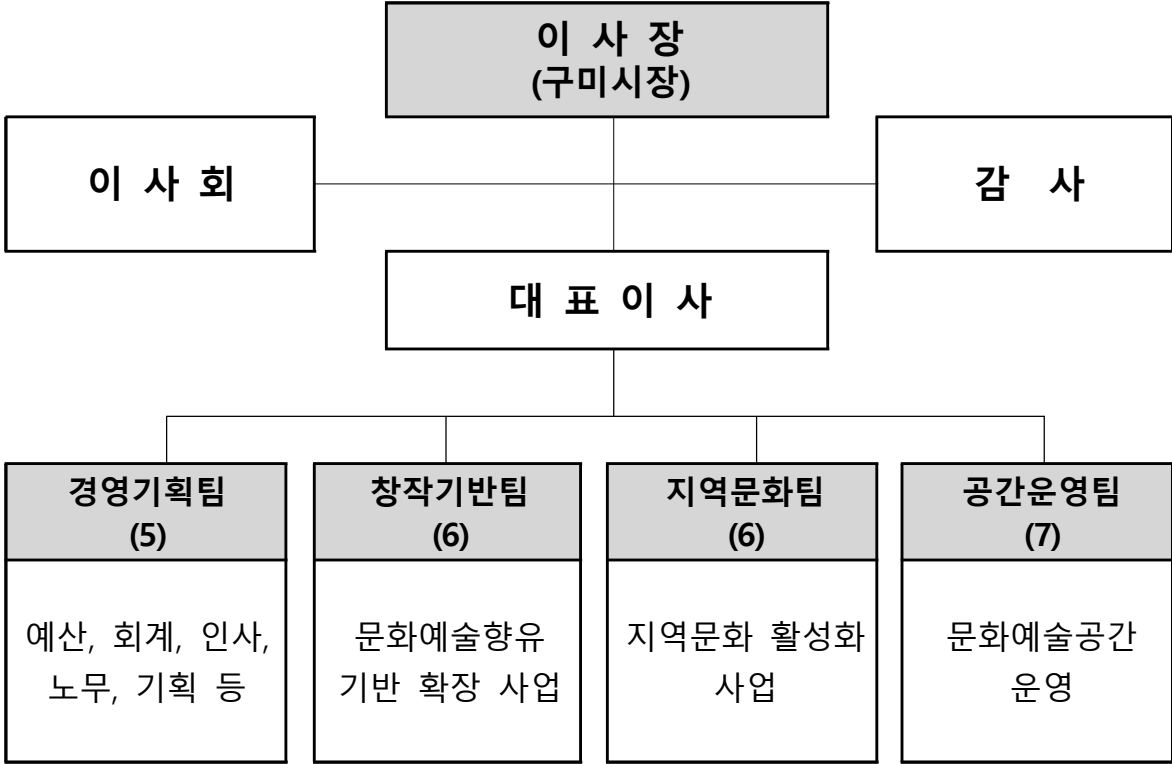 이 사 장
(구미시장)
이 사 회
감 사
대 표 이 사
경영기획팀
(5)
예산, 회계, 인사,
노무, 기획 등
창작기반팀
(6)
문화예술향유
기반 확장 사업
지역문화팀
(6)
지역문화 활성화
사업
공간운영팀
(7)
문화예술공간
운영